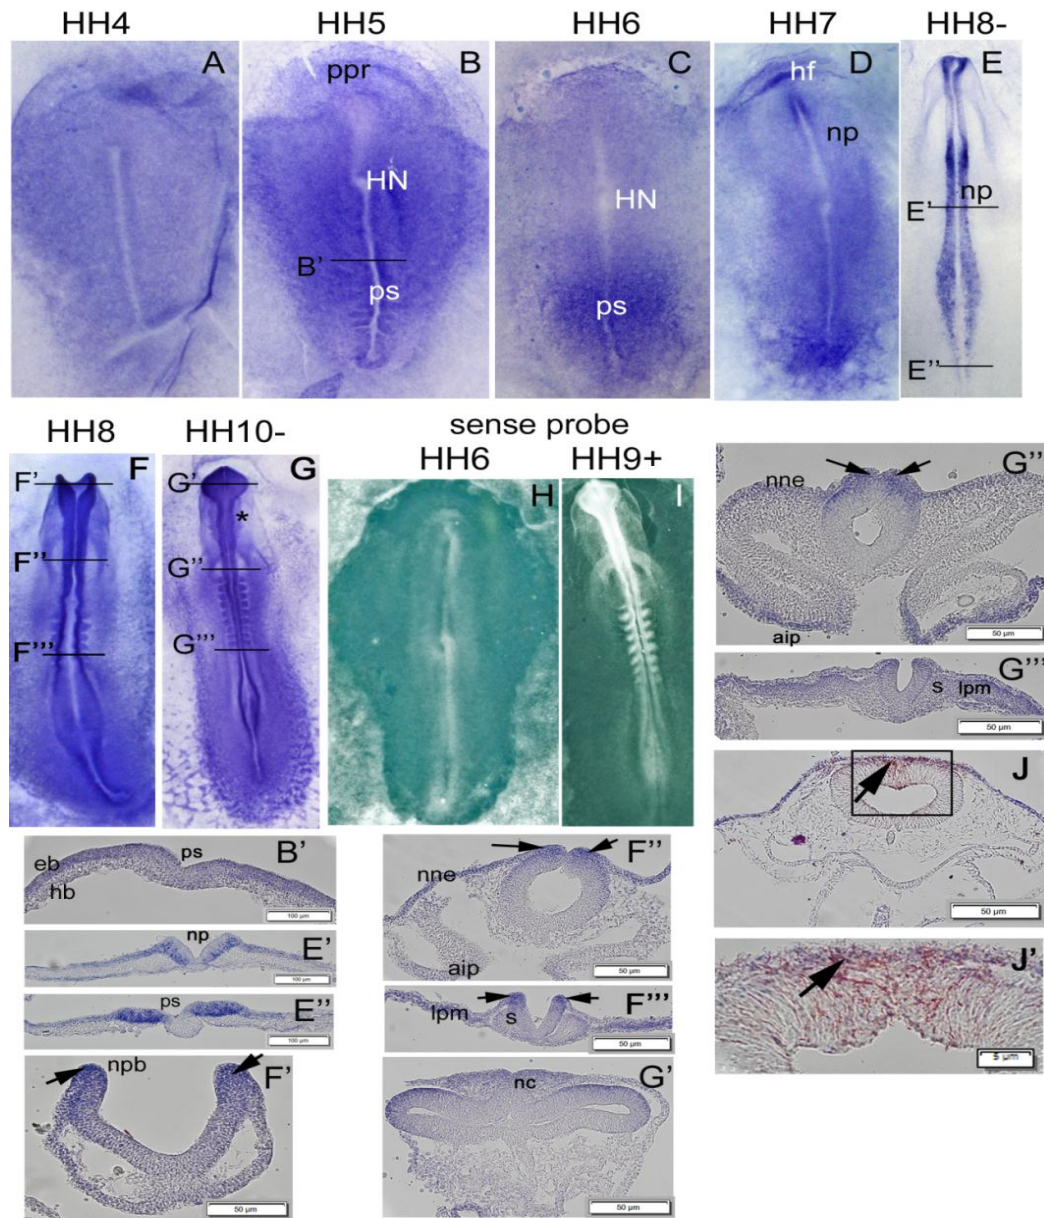 HH4 HH5 HH6 HH7 HH8-
A ppr B C hf D E
HN HN np np
B' ps ps E' E''
HH8 HH10- sense probe
HH6 HH9+
F' F G' G H I
*
F'' G''
F''' G'''
nne G''
aip 50 µm
G'''
s lpm
50 µm
J
50 µm
J'
5 µm
ps B'
eb
hb 100 µm
np E'
100 µm
ps E''
100 µm
npb F'
50 µm
F''
nne
aip 50 µm
lpm s F'''
50 µm
nc G'
50 µm